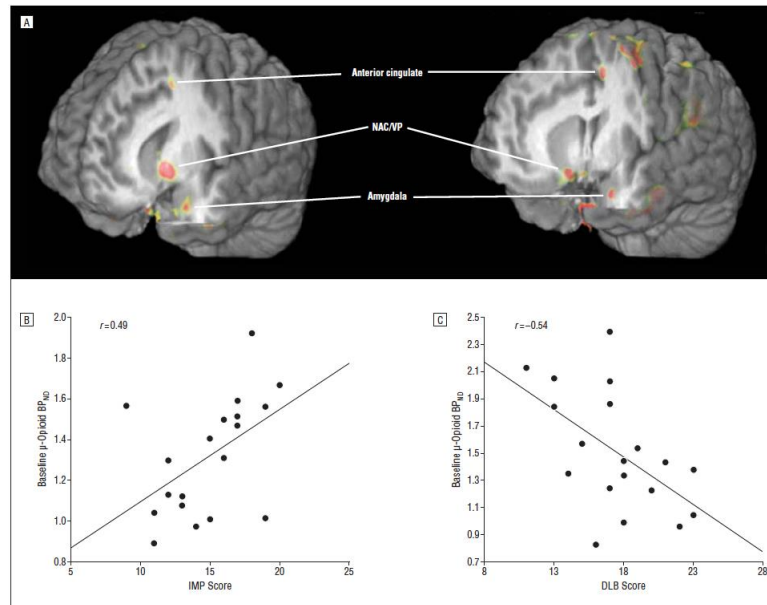 A
Anterior cingulate
NAC/VP
Amygdala
B
r=0.49
2.0
1.8
1.6
1.4
1.2
1.0
0.8
5
10
15
20
25
Baseline μ-Opioid BPND
IMP Score
C
r=−0.54
2.5
2.3
2.1
1.9
1.7
1.5
1.3
1.1
0.9
0.7
8
13
18
23
28
Baseline μ-Opioid BPND
DLB Score